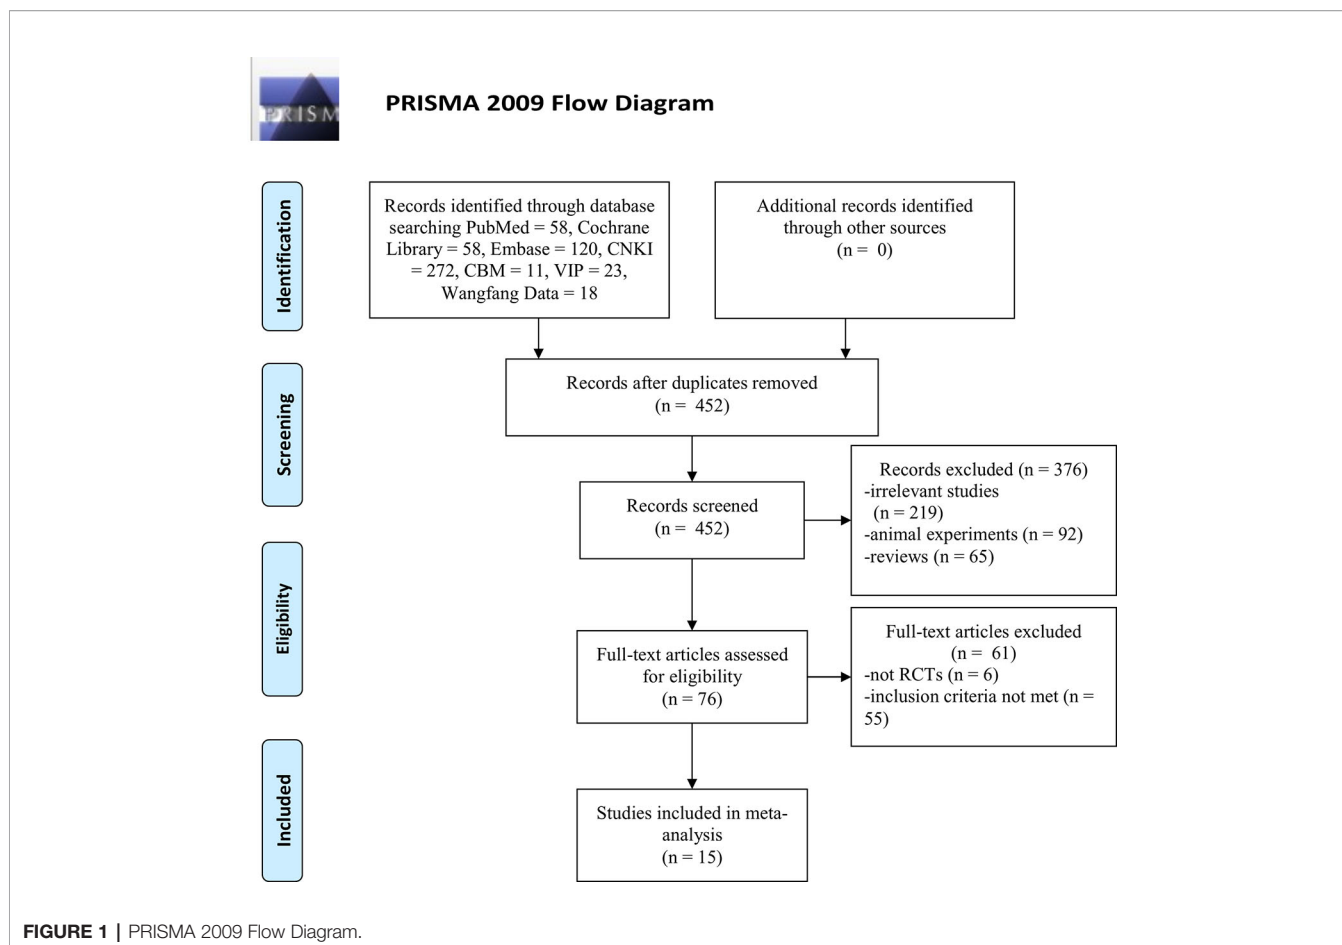 PRISM
PRISMA 2009 Flow Diagram
Identification
Records identified through database
searching PubMed = 58, Cochrane
Library = 58, Embase = 120, CNKI
= 272, CBM = 11, VIP = 23,
Wangfang Data = 18
Additional records identified
through other sources
(n = 0)
Screening
Records after duplicates removed
(n = 452)
Records screened
(n = 452)
Records excluded (n = 376)
-irrelevant studies
(n = 219)
-animal experiments (n = 92)
-reviews (n = 65)
Eligibility
Full-text articles assessed
for eligibility
(n = 76)
Full-text articles excluded
(n = 61)
-not RCTs (n = 6)
-inclusion criteria not met (n =
55)
Included
Studies included in meta-
analysis
(n = 15)
FIGURE 1 | PRISMA 2009 Flow Diagram.